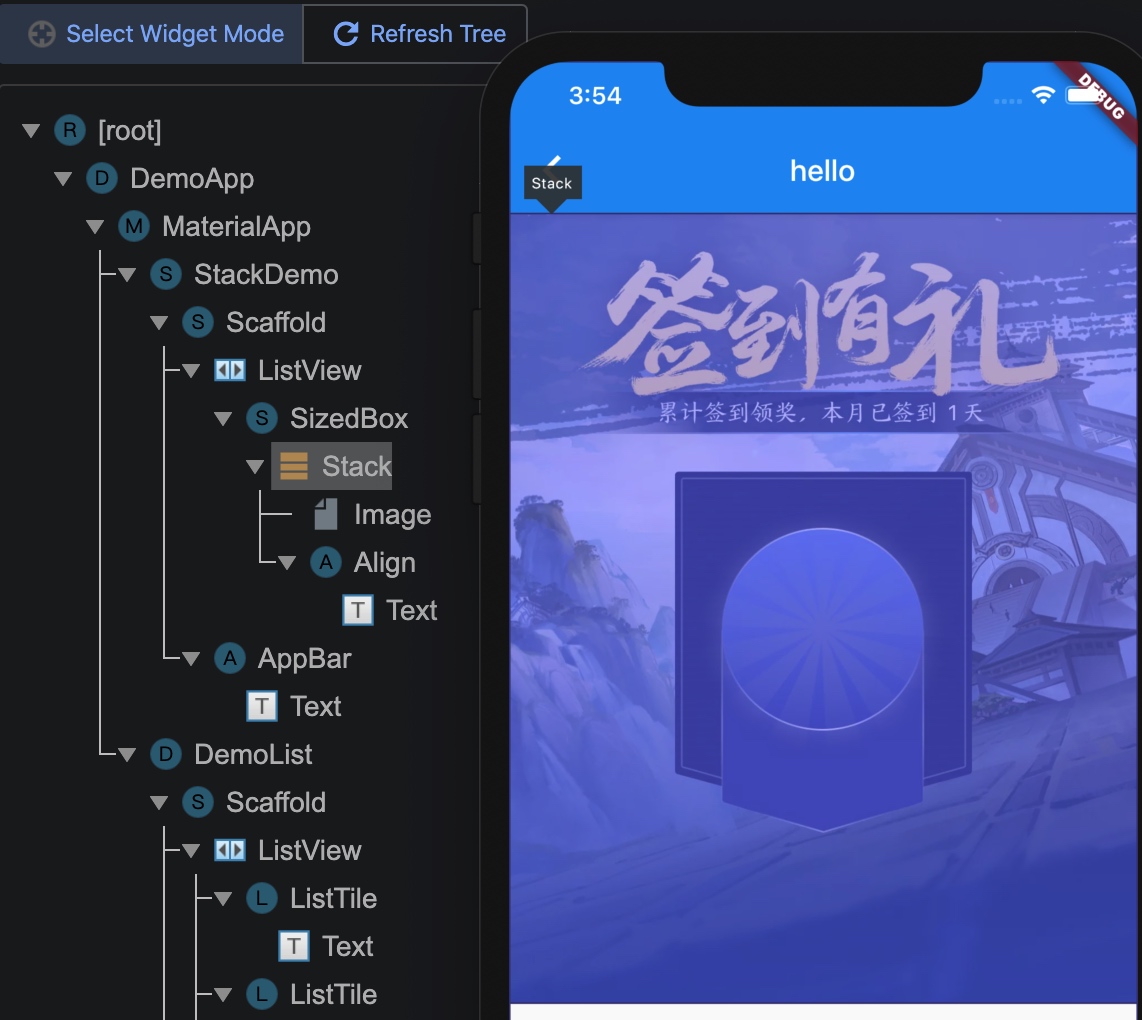 Select Widget Mode
Refresh Tree
[root]
DemoApp
MaterialApp
StackDemo
Scaffold
ListView
SizedBox
Stack
Image
Align
Text
AppBar
Text
DemoList
Scaffold
ListView
ListTile
Text
ListTile
3:54
DEBUG
hello
Stack
签到有礼
累计签到领奖，本月已签到 1 天